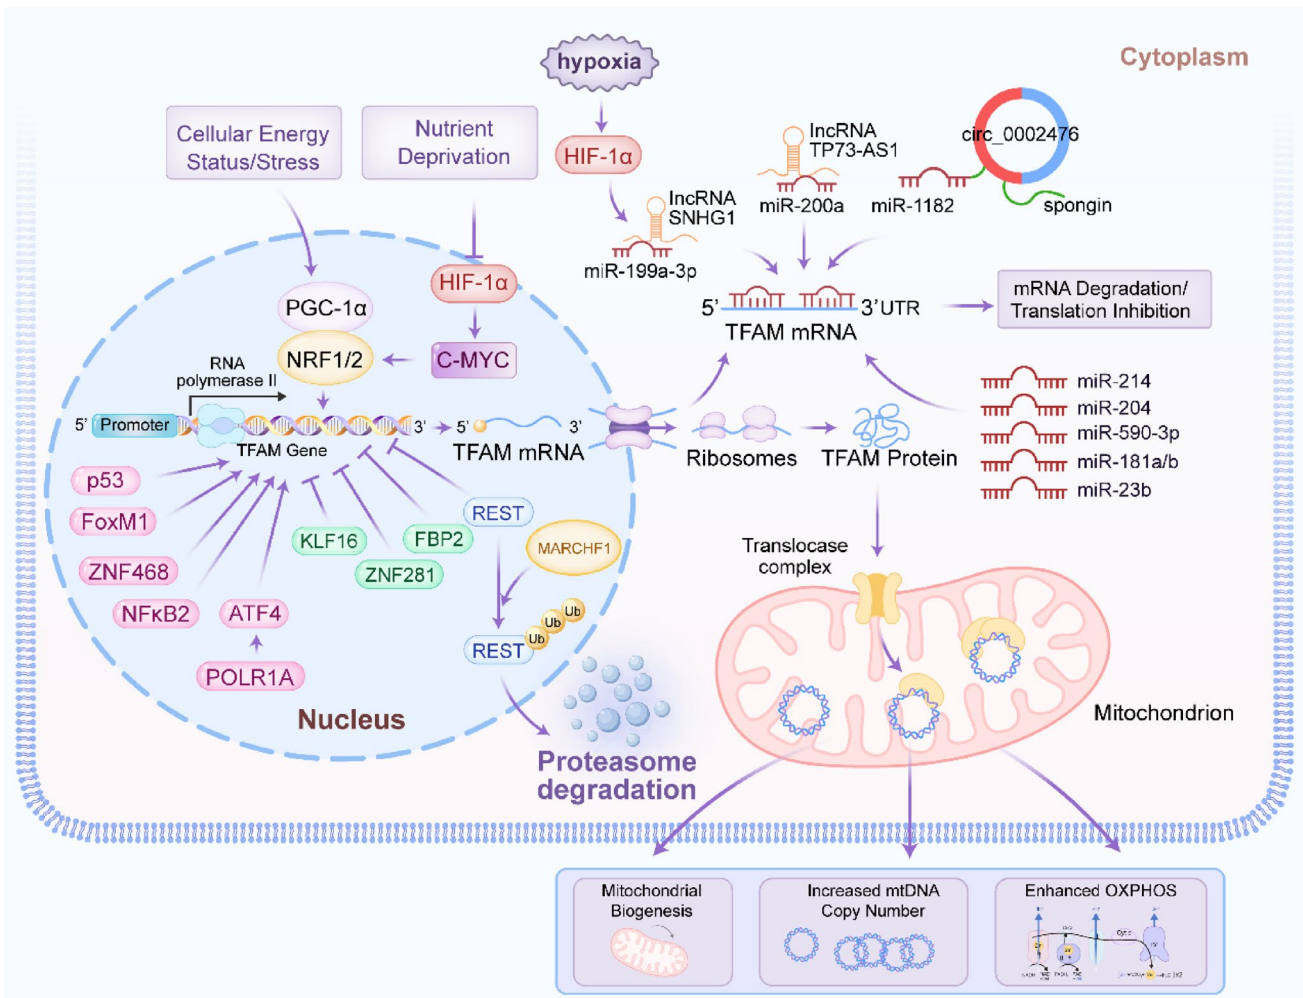 hypoxia
Cytoplasm
Cellular Energy
Status/Stress
Nutrient
Deprivation
HIF-1α
lncRNA
SNHG1
miR-199a-3p
lncRNA
TP73-AS1
miR-200a
circ_0002476
miR-1182
spongin
HIF-1α
PGC-1α
NRF1/2
C-MYC
5'
3'UTR
TFAM mRNA
mRNA Degradation/
Translation Inhibition
RNA
polymerase II
5'
Promoter
3'
TFAM Gene
5'
3'
TFAM mRNA
Ribosomes
TFAM Protein
miR-214
miR-204
miR-590-3p
miR-181a/b
miR-23b
p53
FoxM1
ZNF468
NFκB2
ATF4
POLR1A
KLF16
ZNF281
FBP2
REST
MARCHF1
REST
Ub
Ub
Ub
Nucleus
Proteasome
degradation
Translocase
complex
Mitochondrion
Mitochondrial
Biogenesis
Increased mtDNA
Copy Number
Enhanced OXPHOS
Cyt c